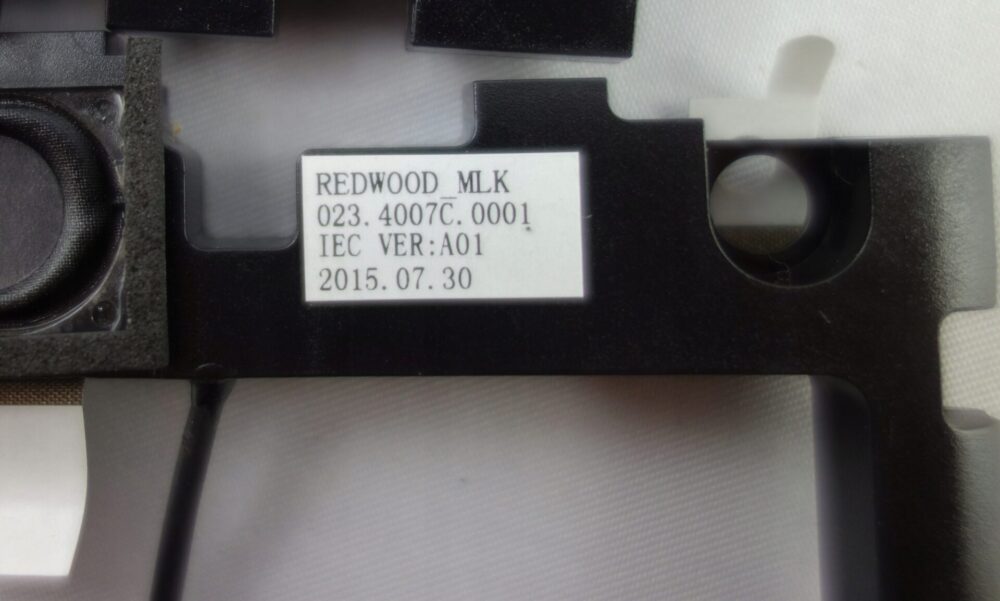 REDWOOD_MLK
023.4007C.0001
IEC VER:A01
2015.07.30